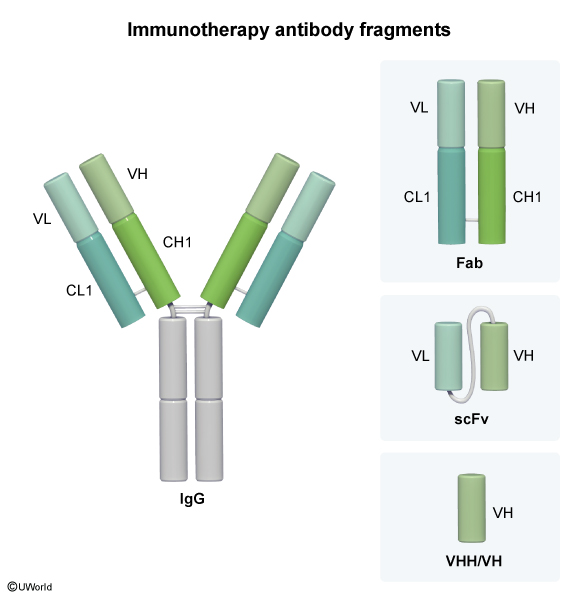 Immunotherapy antibody fragments
VH
VL
CH1
CL1
IgG
VL
VH
CL1
CH1
Fab
VL
VH
scFv
VH
VHH/VH
©UWorld